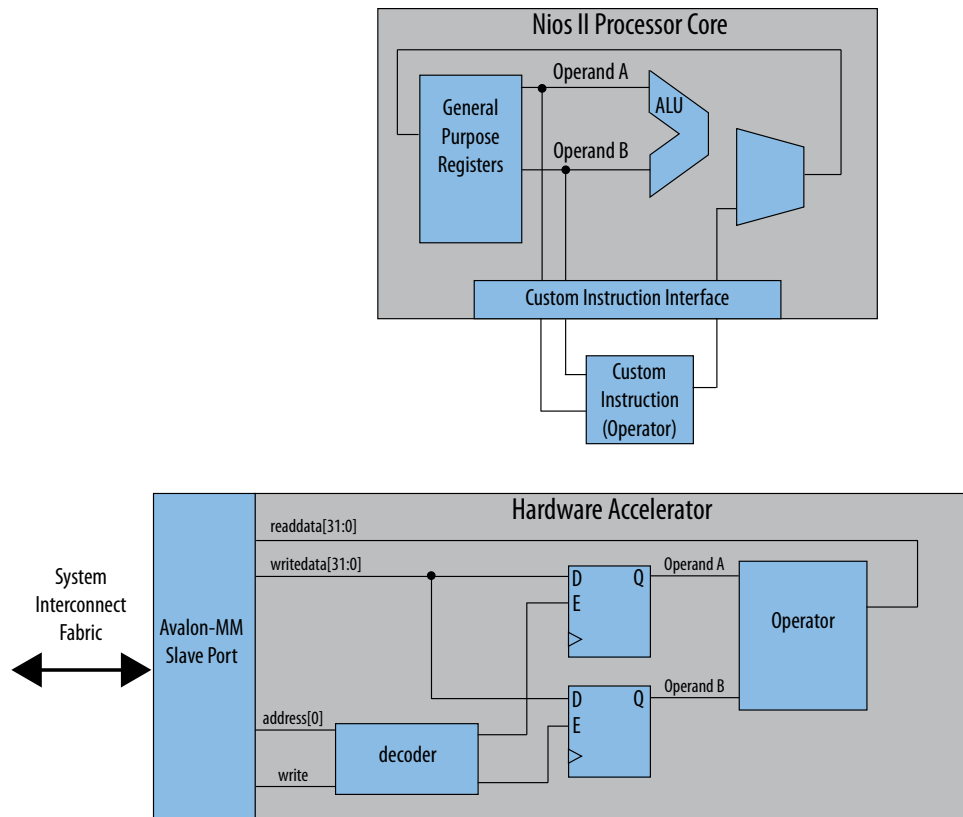 Nios II Processor Core
Operand A
ALU
General
Purpose
Registers
Operand B
Custom Instruction Interface
Custom
Instruction
(Operator)
Hardware Accelerator
readdata[31:0]
writedata[31:0]
System
Interconnect
Fabric
Avalon-MM
Slave Port
D
Q
E
Operand A
Operator
D
Q
E
Operand B
address[0]
decoder
write